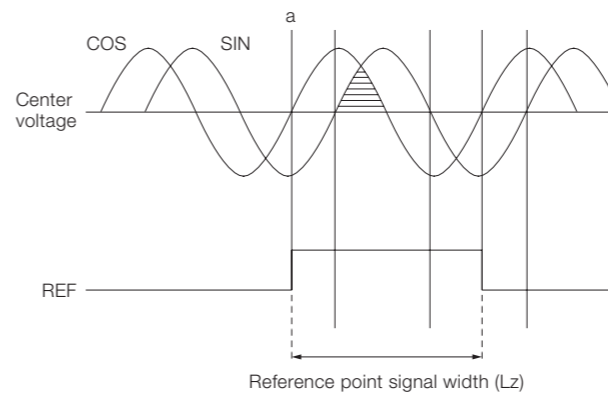 a
COS
SIN
Center
voltage
REF
Reference point signal width (Lz)